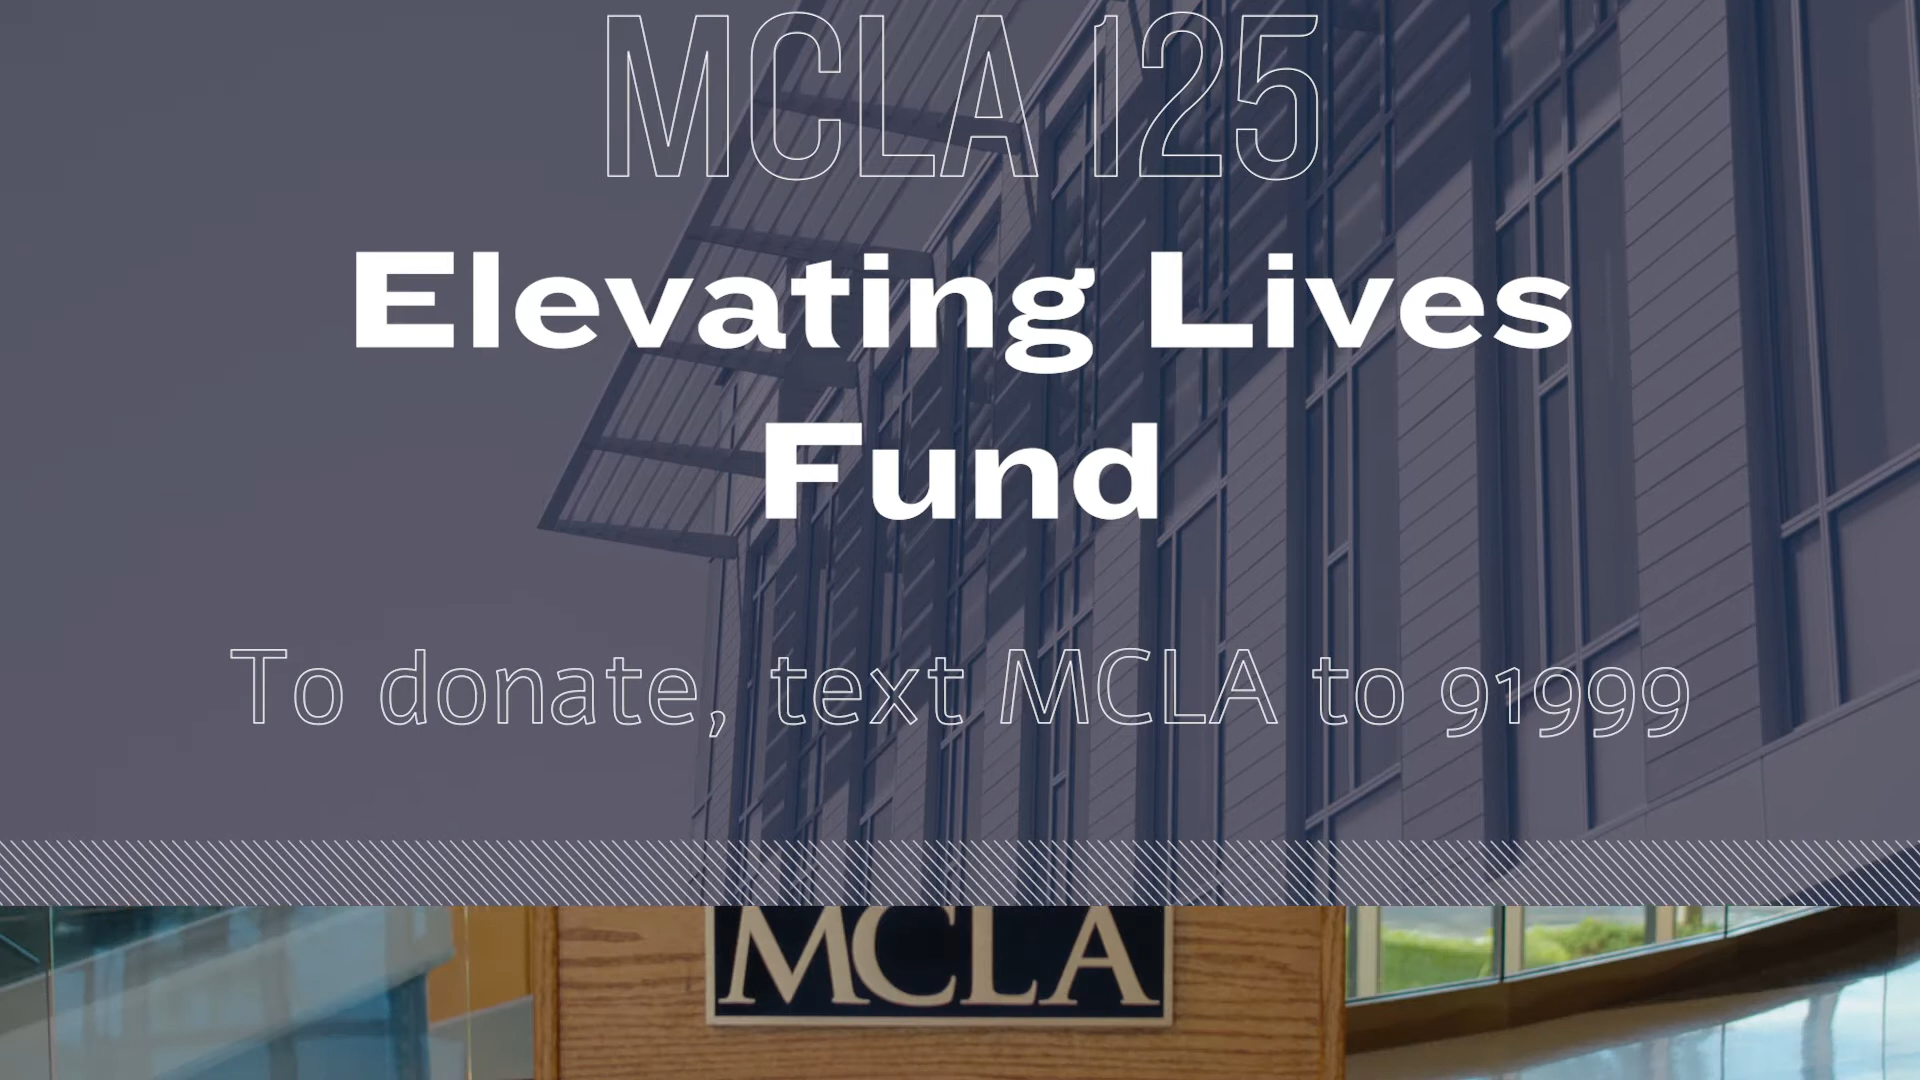 MCLA 125
Elevating Lives
Fund
To donate, text MCLA to 91999
MCLA